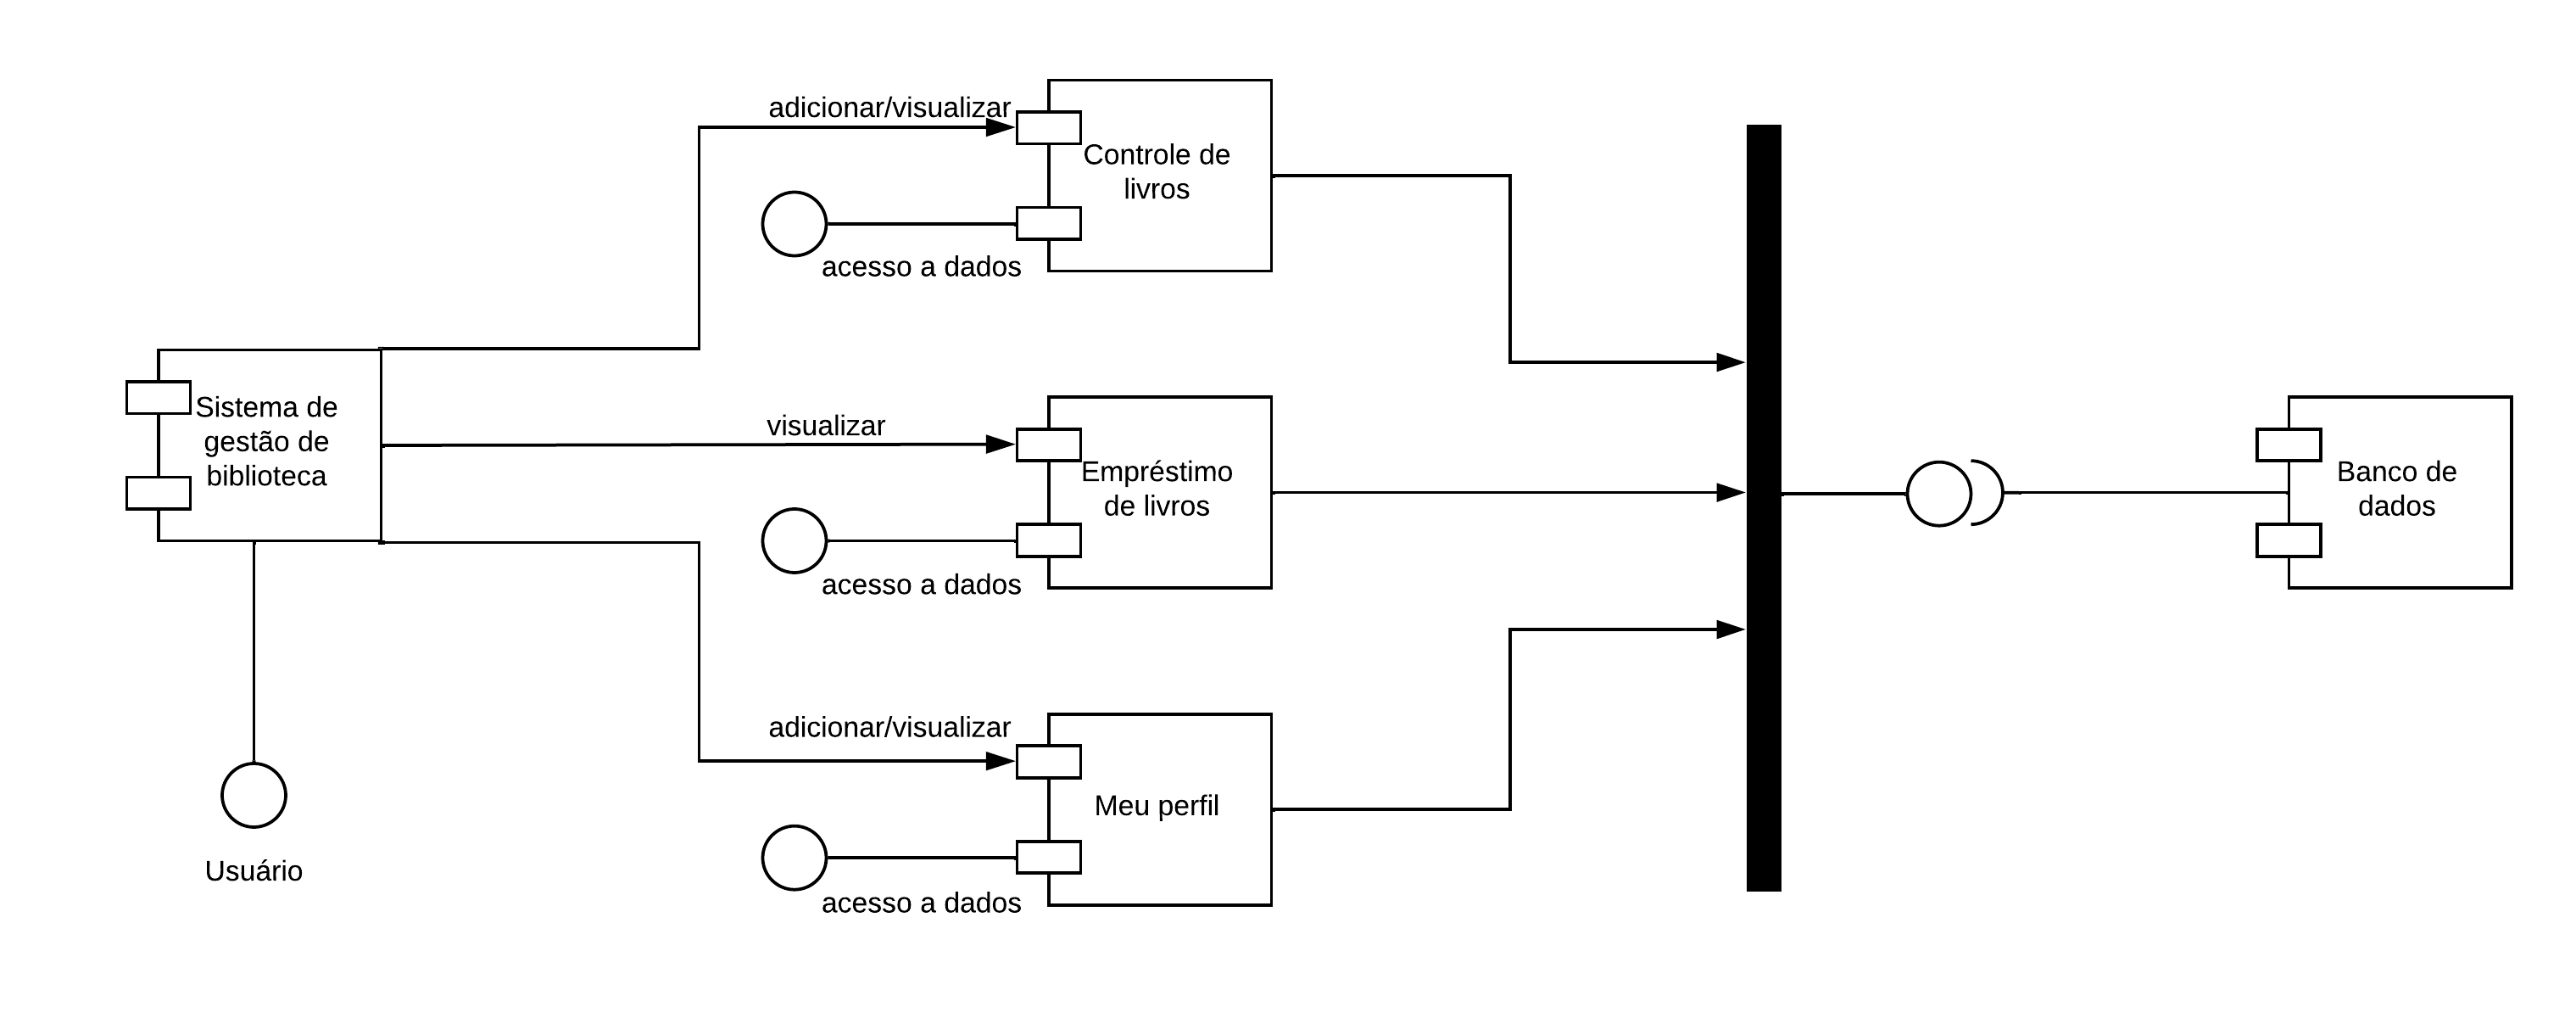 adicionar/visualizar
Controle de
livros
acesso a dados
Sistema de
gestão de
biblioteca
visualizar
Empréstimo
de livros
acesso a dados
Banco de
dados
adicionar/visualizar
Meu perfil
acesso a dados
Usuário